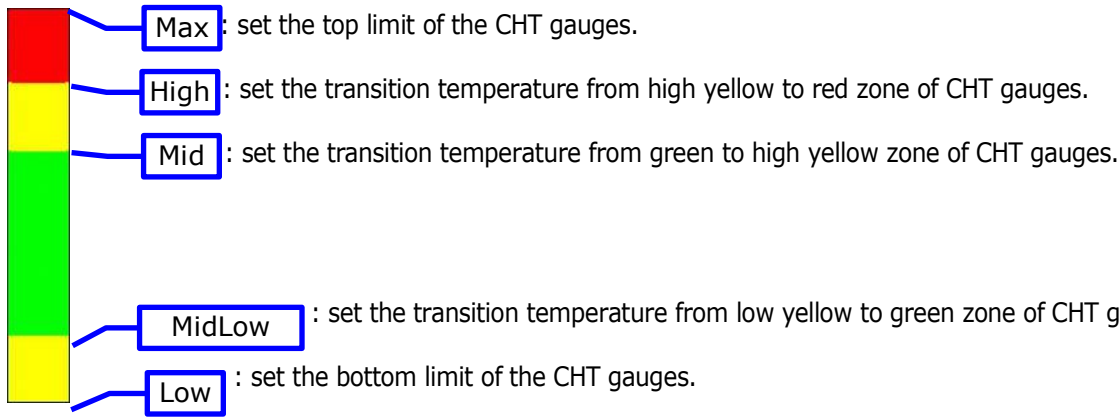 Max : set the top limit of the CHT gauges.
High : set the transition temperature from high yellow to red zone of CHT gauges.
Mid : set the transition temperature from green to high yellow zone of CHT gauges.
MidLow : set the transition temperature from low yellow to green zone of CHT
Low : set the bottom limit of the CHT gauges.